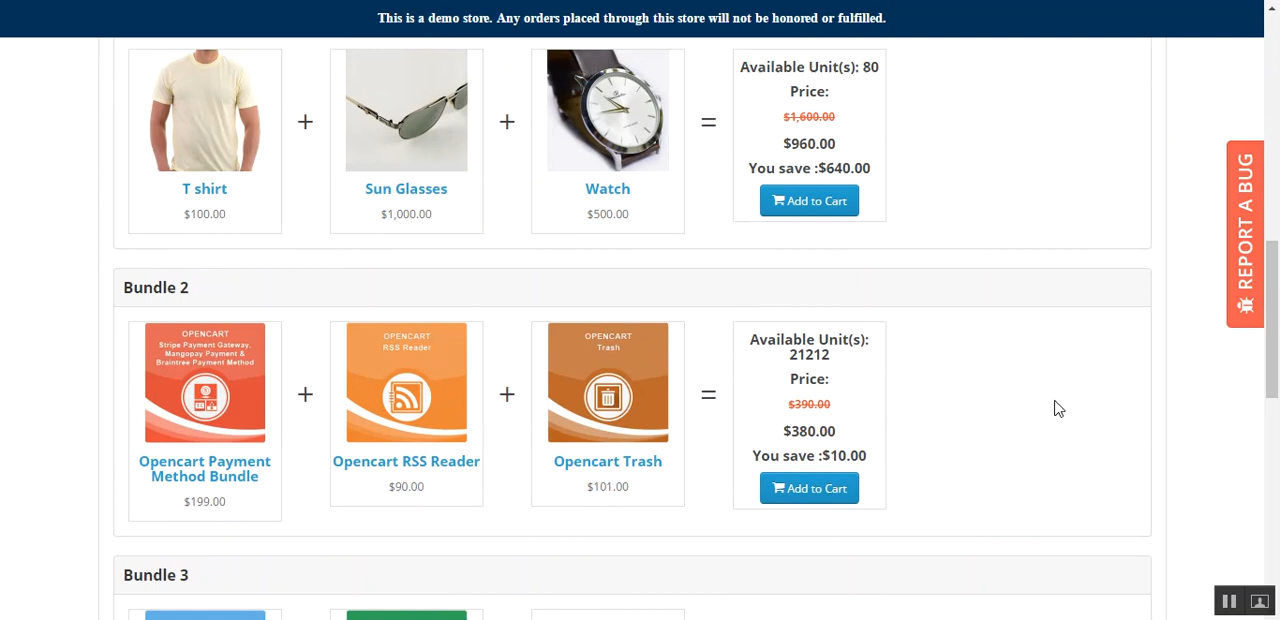 This is a demo store. Any orders placed through this store will not be honored or fulfilled.
T shirt
$100.00
+
Sun Glasses
$1,000.00
+
Watch
$500.00
=
Available Unit(s): 80
Price:
$1,600.00
$960.00
You save :$640.00
Add to Cart
REPORT A BUG
Bundle 2
OPENCART
Stripe Payment Gateway,
Mangopay Payment &
Braintree Payment Method
Opencart Payment
Method Bundle
$199.00
+
OPENCART
RSS Reader
Opencart RSS Reader
$90.00
+
OPENCART
Trash
Opencart Trash
$101.00
=
Available Unit(s):
21212
Price:
$390.00
$380.00
You save :$10.00
Add to Cart
Bundle 3